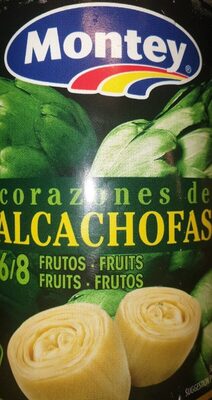 Montey
corazones de
ALCACHOFAS
6/8 FRUTOS · FRUITS
FRUITS · FRUTOS